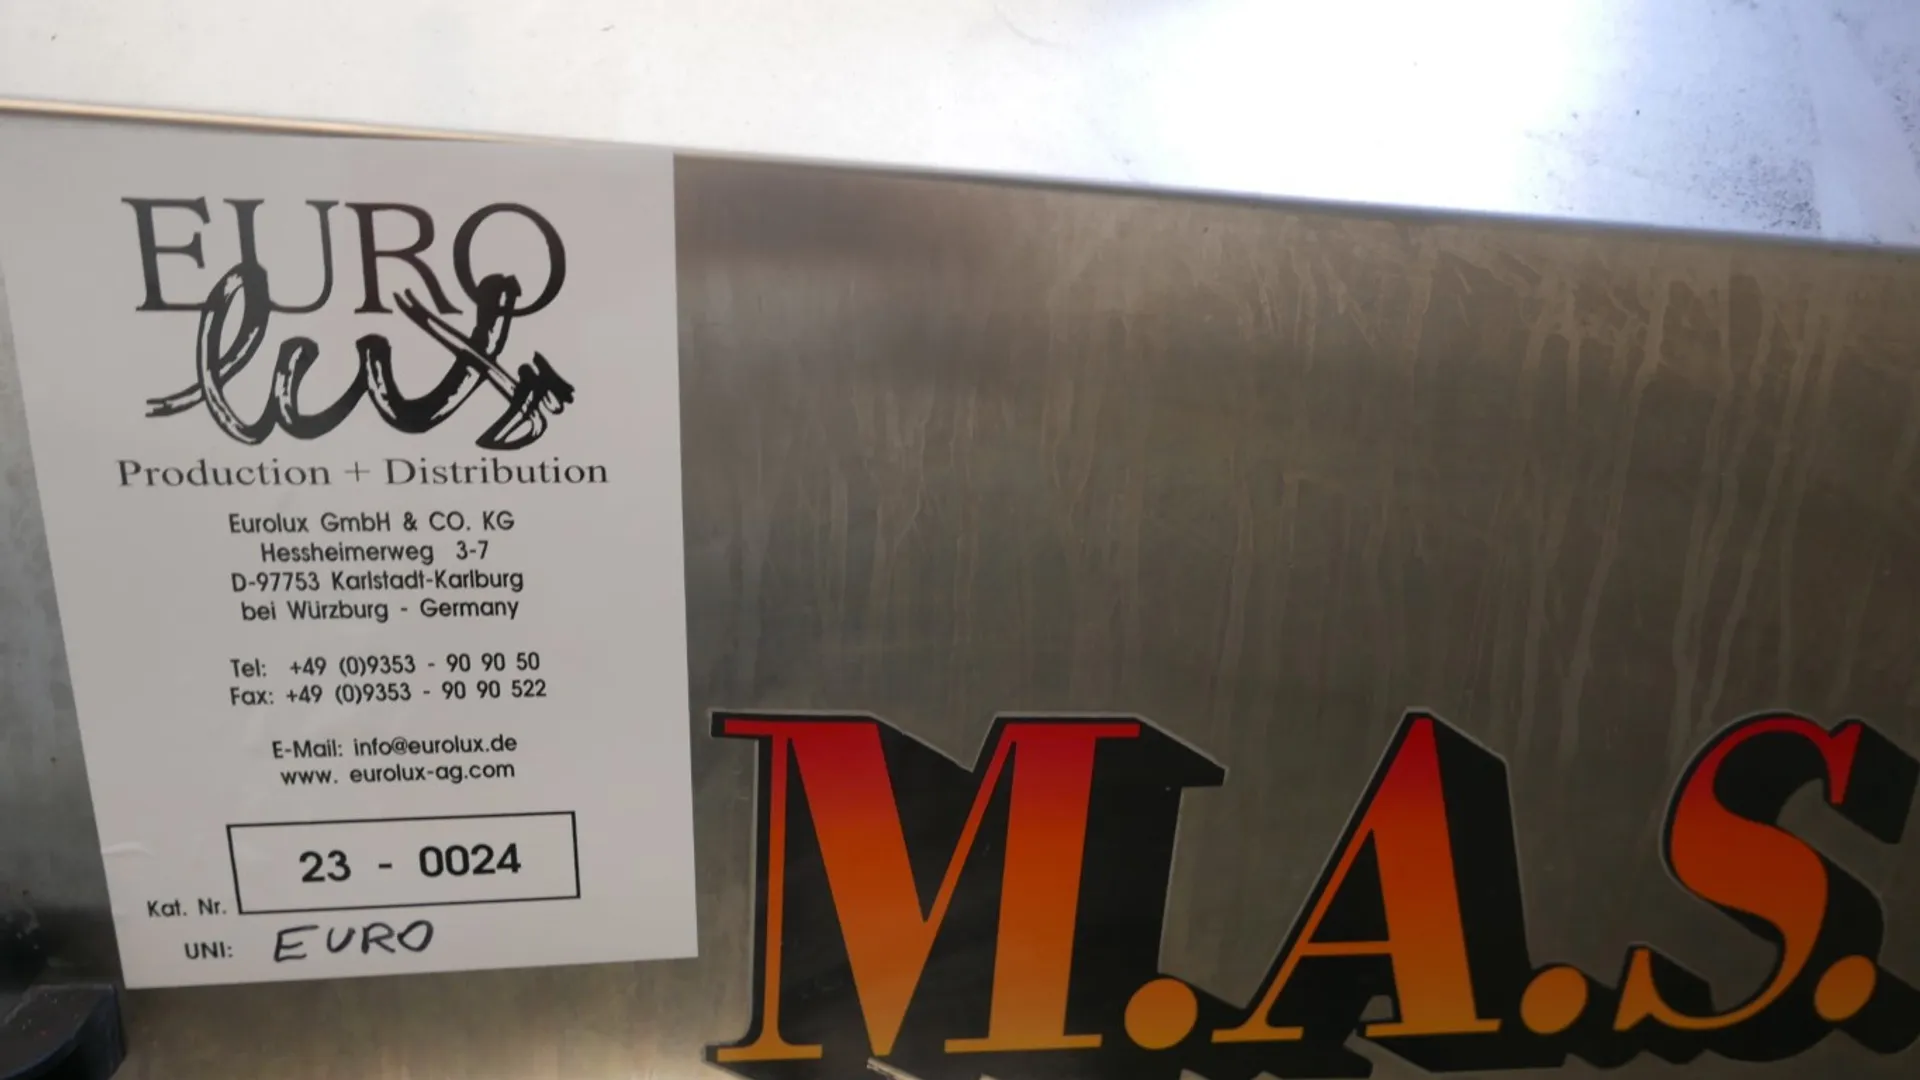 EURO
lux
Production + Distribution
Eurolux GmbH & CO. KG
Hessheimerweg 3-7
D-97753 Karlstadt-Karlburg
bei Würzburg - Germany
Tel: +49 (0)9353 - 90 90 50
Fax: +49 (0)9353 - 90 90 522
E-Mail: info@eurolux.de
www. eurolux-ag.com
Kat. Nr. 23 - 0024
UNI: EURO
M.A.S.